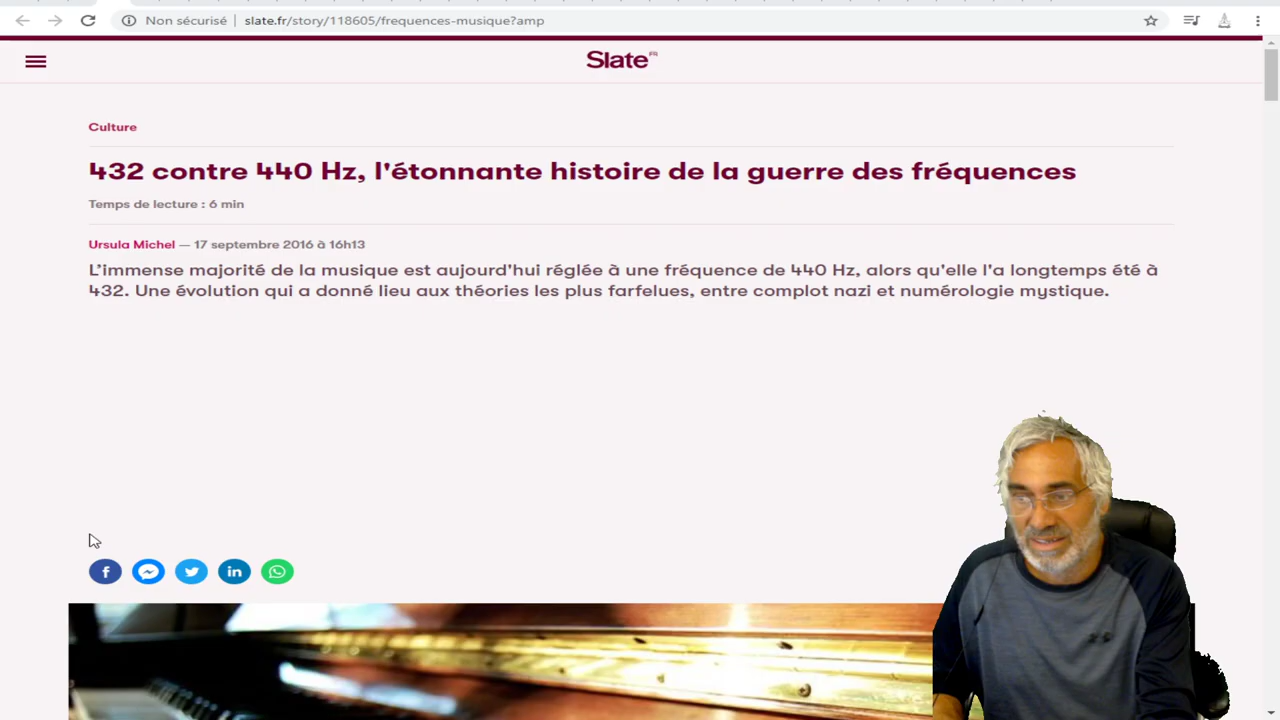 Non sécurisé | slate.fr/story/118605/frequences-musique?amp
Slate FR
Culture
432 contre 440 Hz, l'étonnante histoire de la guerre des fréquences
Temps de lecture : 6 min
Ursula Michel — 17 septembre 2016 à 16h13
L'immense majorité de la musique est aujourd'hui réglée à une fréquence de 440 Hz, alors qu'elle l'a longtemps été à
432. Une évolution qui a donné lieu aux théories les plus farfelues, entre complot nazi et numérologie mystique.